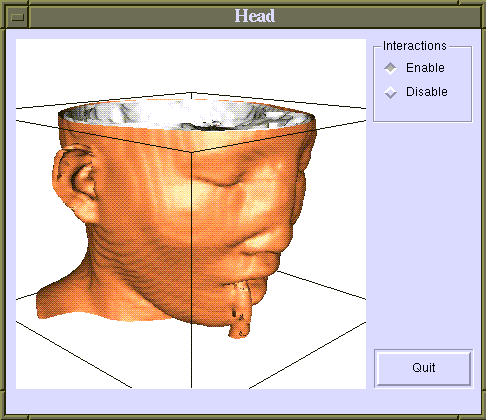 Head
Interactions
Enable
Disable
Quit